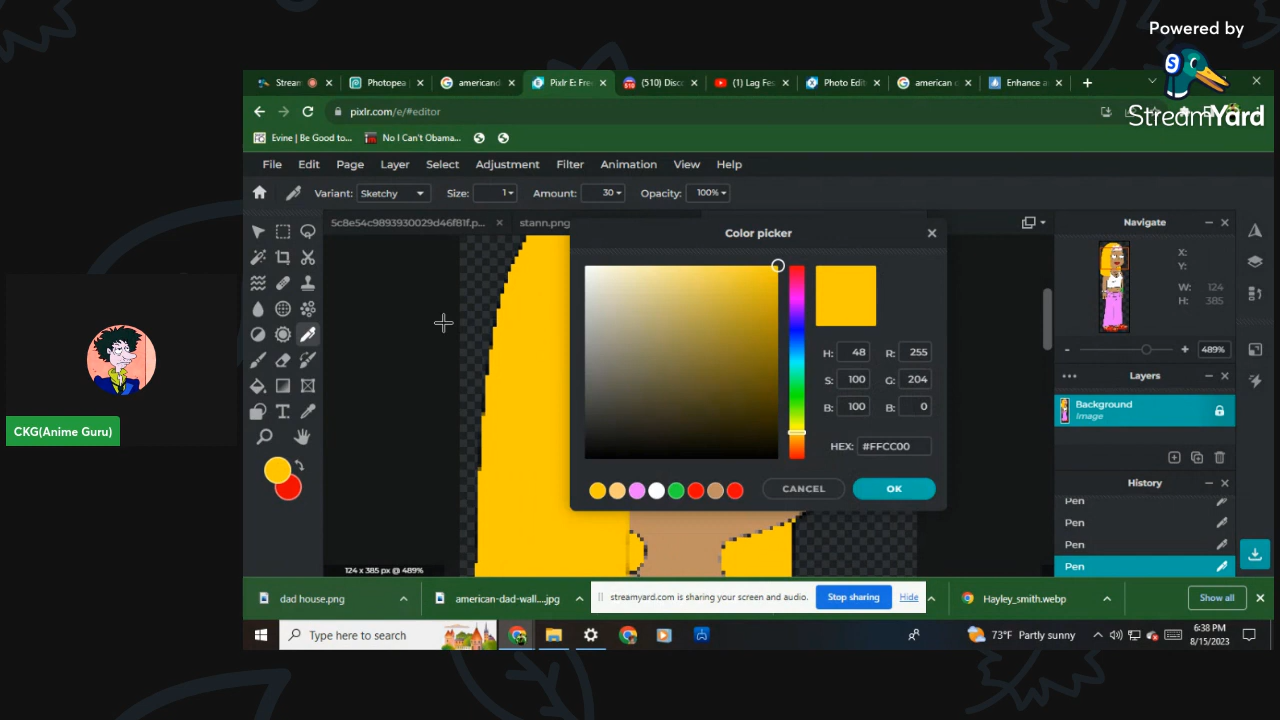 Powered by
StreamYard
Stream
Photopea
americand
Pixlr E: Fre
(510) Disc
(1) Lag Fe
Photo Edit
american
Enhance a
pixlr.com/e/#editor
Evine | Be Good to...
No I Can't Obama...
File Edit Page Layer Select Adjustment Filter Animation View Help
Variant: Sketchy Size: 1 Amount: 30 Opacity: 100%
5c8e54c9893930029d46f81f.p...
stann.png
Color picker
Navigate
X:
Y:
W: 124
H: 385
489%
H: 48 R: 255
S: 100 G: 204
B: 100 B: 0
HEX: #FFCC00
CANCEL OK
Layers
Background
Image
History
Pen
Pen
Pen
Pen
CKG(Anime Guru)
124 x 385 px @ 489%
dad house.png
american-dad-wall....jpg
streamyard.com is sharing your screen and audio. Stop sharing Hide
Hayley_smith.webp
Show all
Type here to search
73°F Partly sunny
6:38 PM
8/15/2023